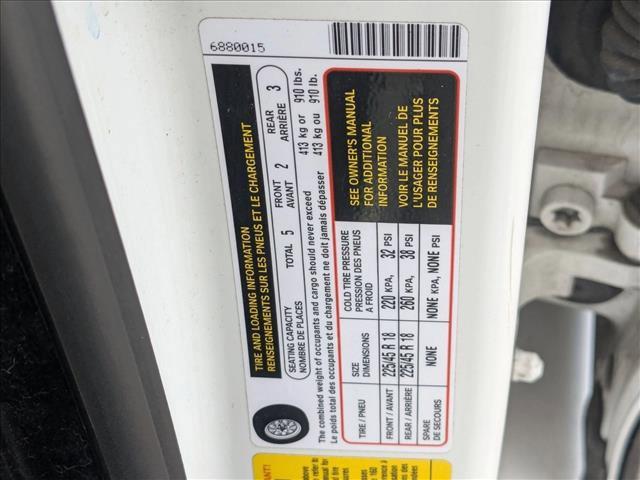 6880015
TIRE AND LOADING INFORMATION
RENSEIGNEMENTS SUR LES PNEUS ET LE CHARGEMENT
SEATING CAPACITY TOTAL 5 FRONT 2 REAR 3
NOMBRE DE PLACES AVANT ARRIÈRE
The combined weight of occupants and cargo should never exceed 413 kg or 910 lbs.
Le poids total des occupants et du chargement ne doit jamais dépasser 413 kg ou 910 lb.
TIRE / PNEU SIZE DIMENSIONS COLD TIRE PRESSURE PRESSION DES PNEUS A FROID
FRONT / AVANT 225/45 R 18 220 KPA, 32 PSI
REAR / ARRIÈRE 225/45 R 18 260 KPA, 38 PSI
SPARE DE SECOURS NONE NONE KPA, NONE PSI
SEE OWNER'S MANUAL
FOR ADDITIONAL
INFORMATION
VOIR LE MANUEL DE
L'USAGER POUR PLUS
DE RENSEIGNEMENTS